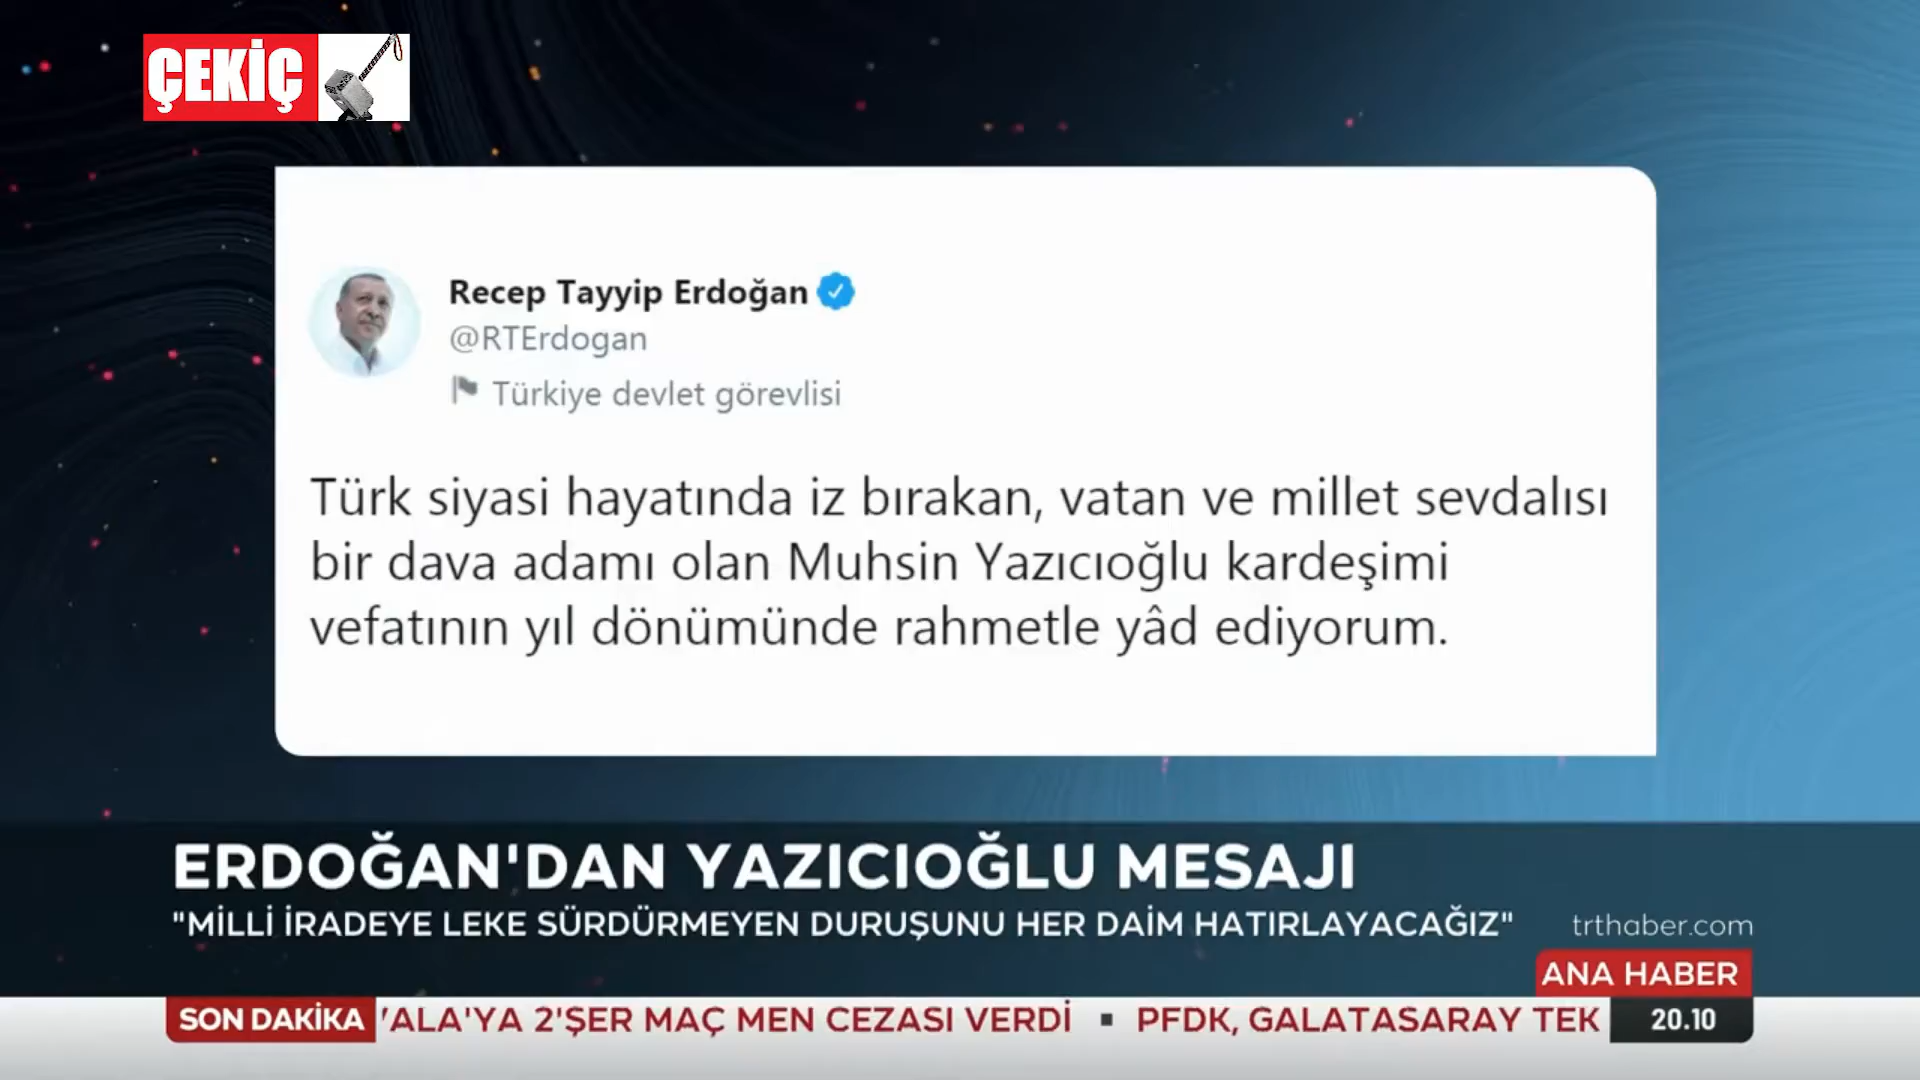 ÇEKİÇ
Recep Tayyip Erdoğan
@RTErdogan
Türkiye devlet görevlisi
Türk siyasi hayatında iz bırakan, vatan ve millet sevdalısı
bir dava adamı olan Muhsin Yazıcıoğlu kardeşimi
vefatının yıl dönümünde rahmetle yâd ediyorum.
ERDOĞAN'DAN YAZICIOĞLU MESAJI
"MİLLİ İRADEYE LEKE SÜRDÜRMEYEN DURUŞUNU HER DAİM HATIRLAYACAĞIZ"
trthaber.com
ANA HABER
SON DAKİKA
ALA'YA 2'ŞER MAÇ MEN CEZASI VERDİ ▪ PFDK, GALATASARAY TEK
20.10